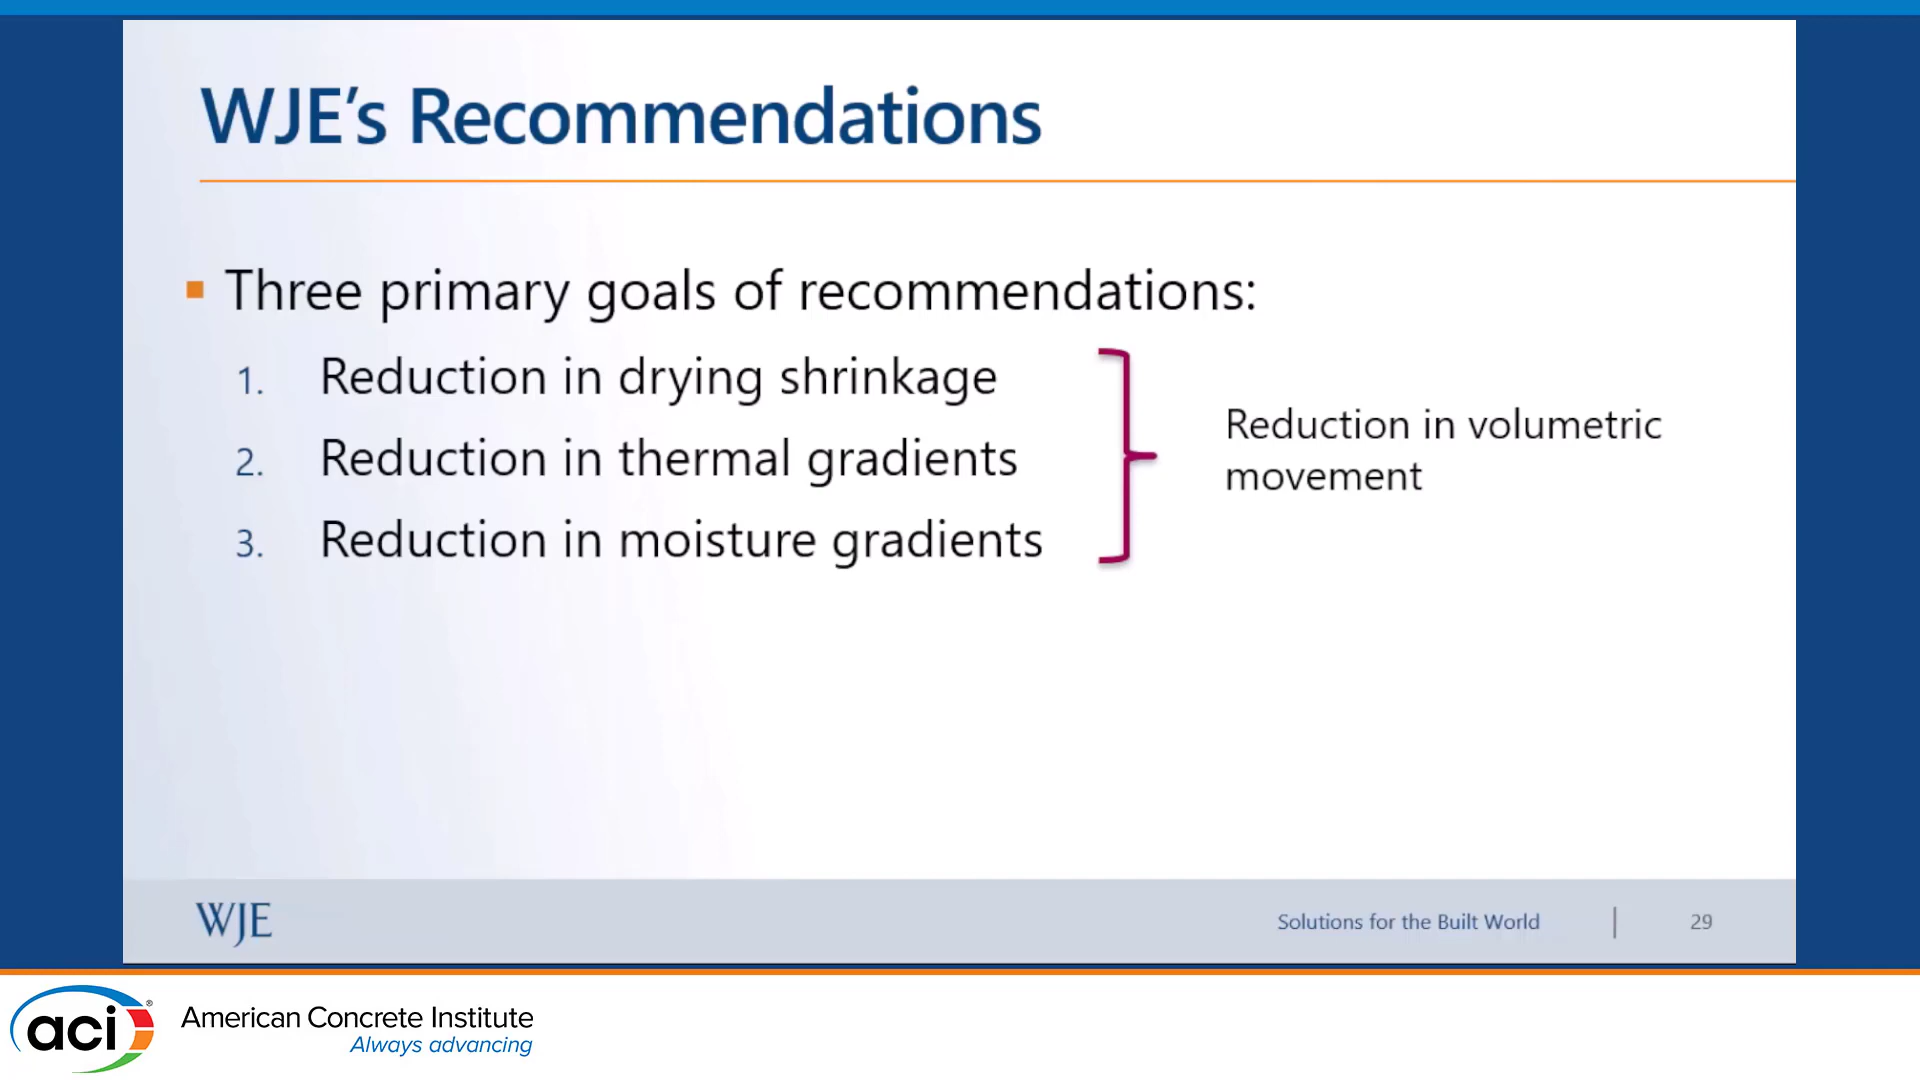 WJE's Recommendations
▪ Three primary goals of recommendations:
1. Reduction in drying shrinkage
2. Reduction in thermal gradients
3. Reduction in moisture gradients
Reduction in volumetric
movement
WJE
Solutions for the Built World | 29
aci®
American Concrete Institute
Always advancing